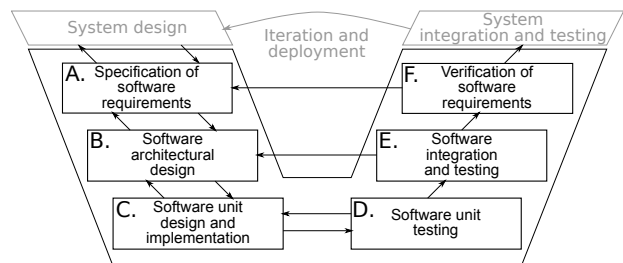 System design
Iteration and
deployment
System
integration and testing
A. Specification of
software
requirements
F. Verification of
software
requirements
B. Software
architectural
design
E. Software
integration
and testing
C. Software unit
design and
implementation
D. Software unit
testing